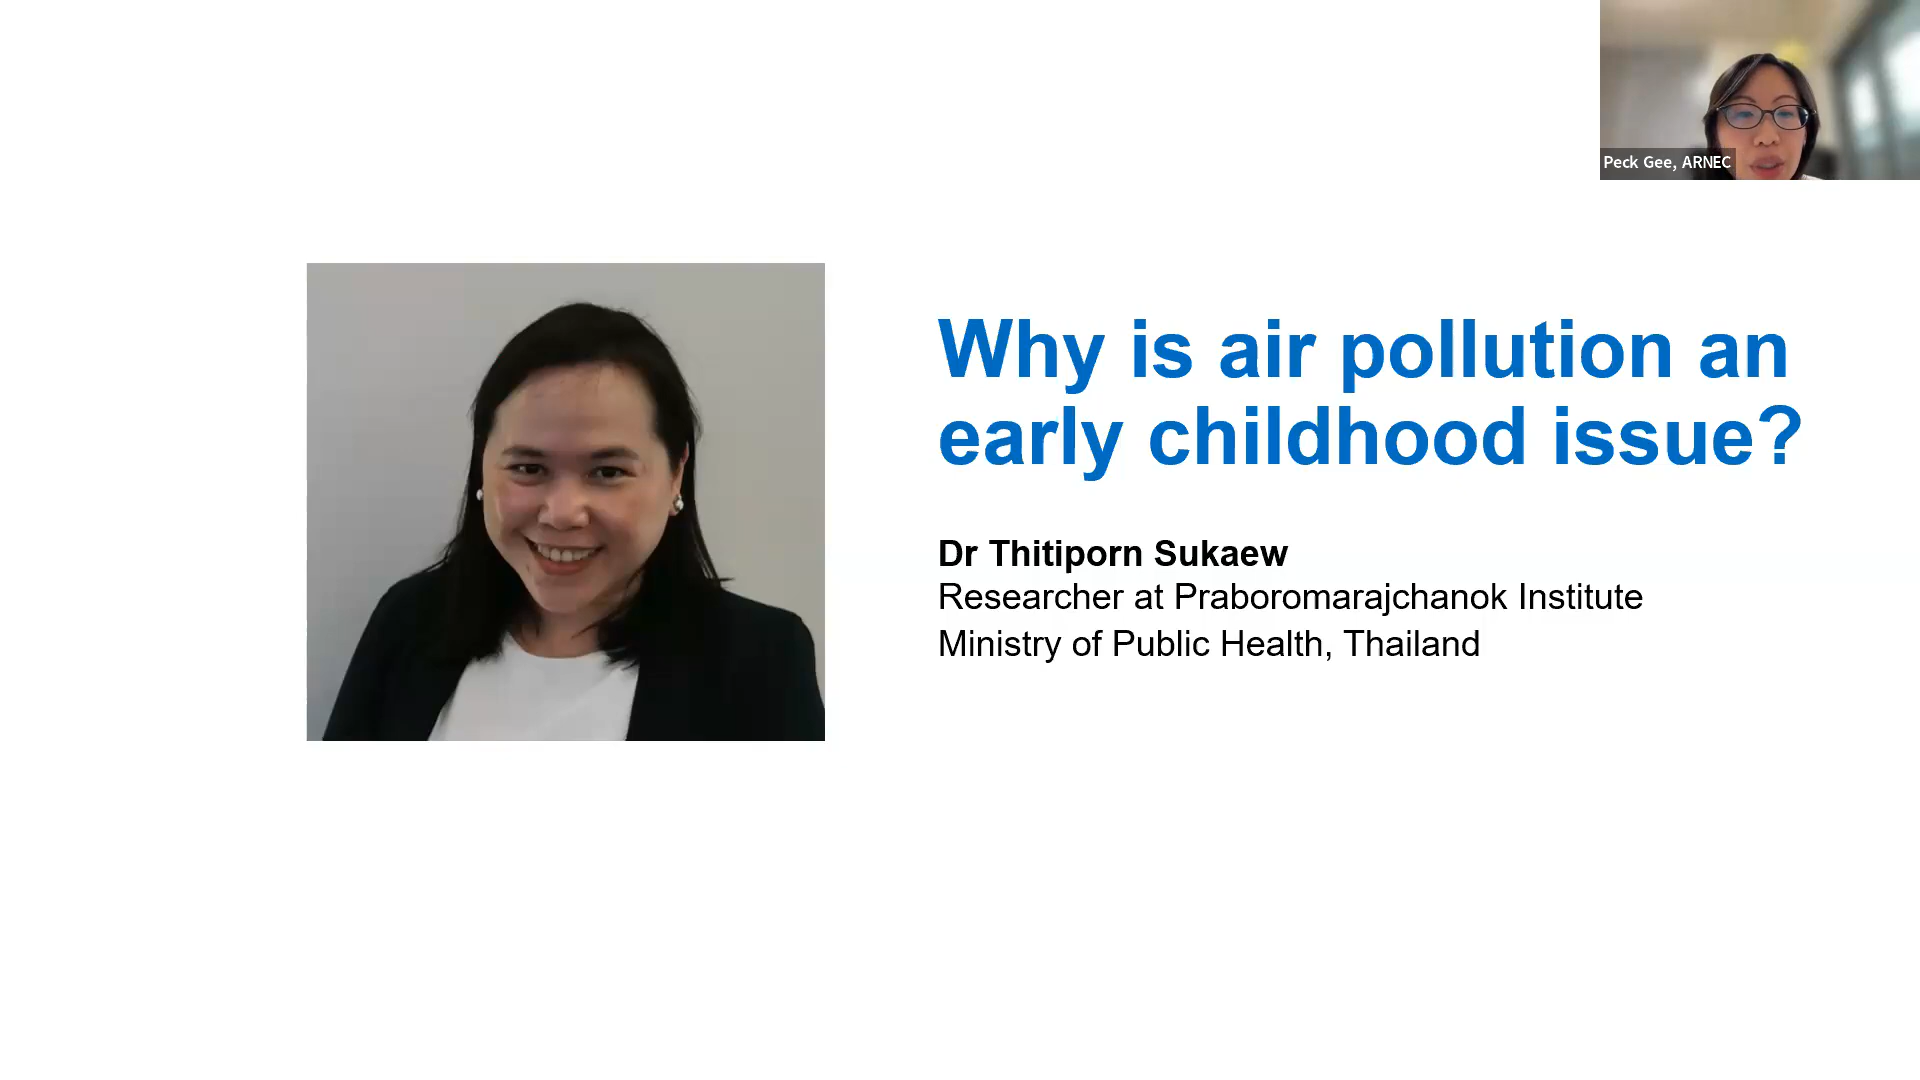 Peck Gee, ARNEC
Why is air pollution an
early childhood issue?
Dr Thitiporn Sukaew
Researcher at Praboromarajchanok Institute
Ministry of Public Health, Thailand